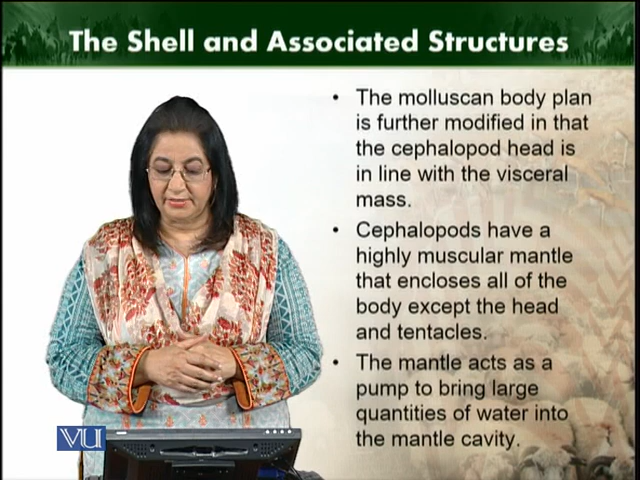 The Shell and Associated Structures
• The molluscan body plan
is further modified in that
the cephalopod head is
in line with the visceral
mass.
• Cephalopods have a
highly muscular mantle
that encloses all of the
body except the head
and tentacles.
• The mantle acts as a
pump to bring large
quantities of water into
the mantle cavity.
VU